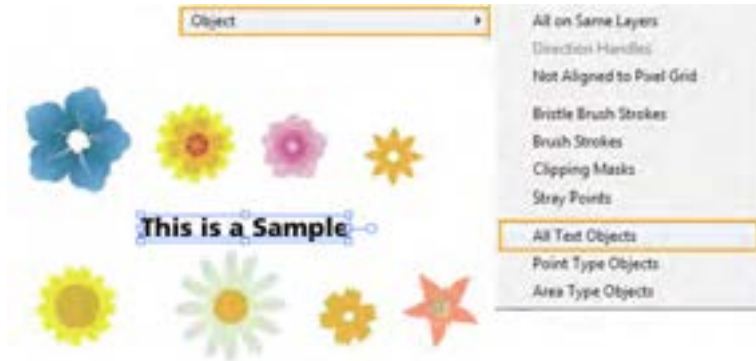 Object
All on Same Layers
Direction Handles
Not Aligned to Pixel Grid
Bristle Brush Strokes
Brush Strokes
Clipping Masks
Stray Points
This is a Sample
All Text Objects
Point Type Objects
Area Type Objects